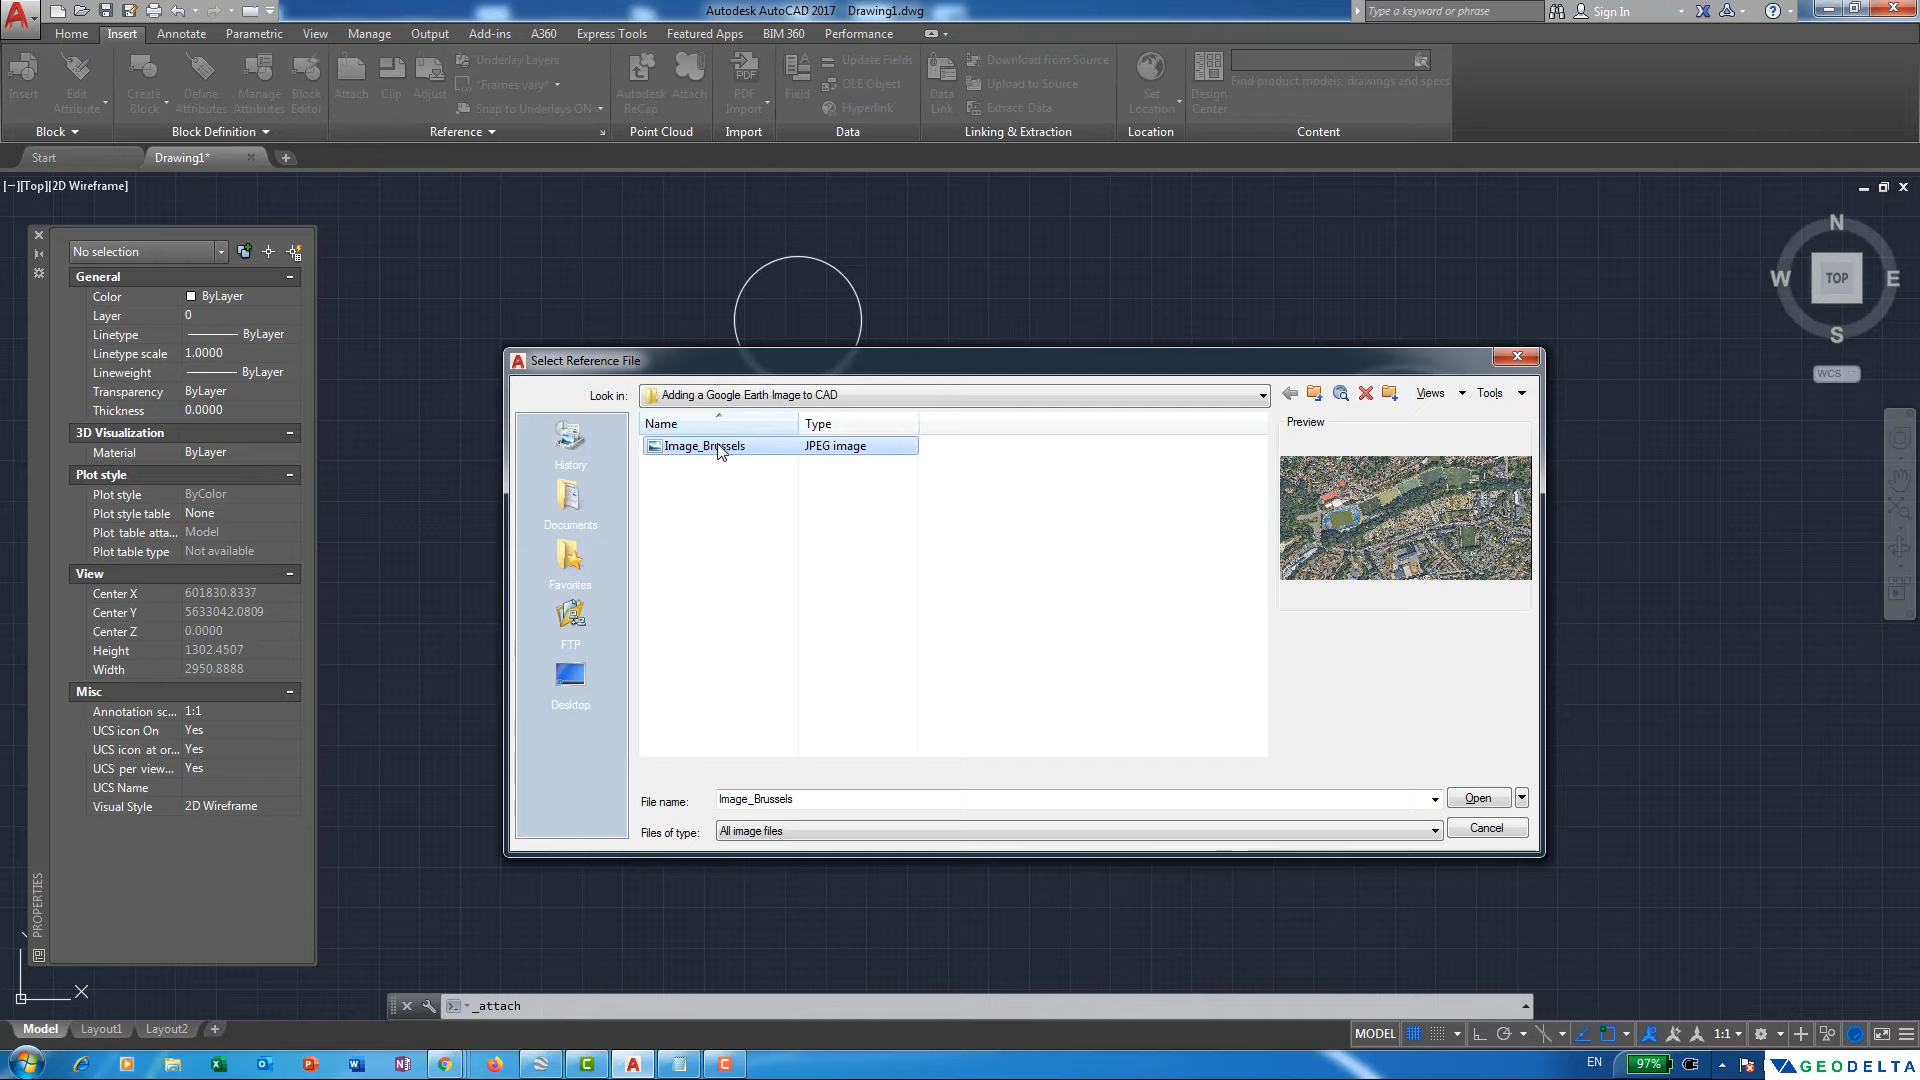 Autodesk AutoCAD 2017 Drawing1.dwg
Type a keyword or phrase
Sign In
Home Insert Annotate Parametric View Manage Output Add-ins A360 Express Tools Featured Apps BIM 360 Performance
Insert
Edit Attribute
Create Block
Define Attributes
Manage Attributes
Block Editor
Attach
Clip
Adjust
Underlay Layers
*Frames vary*
Snap to Underlays ON
Autodesk ReCap
Attach
PDF Import
Field
Update Fields
OLE Object
Hyperlink
Data Link
Download from Source
Upload to Source
Extract Data
Set Location
Design Center
Find product models, drawings and specs
Block Block Definition Reference Point Cloud Import Data Linking & Extraction Location Content
Start Drawing1*
[−][Top][2D Wireframe]
No selection
General
Color ByLayer
Layer 0
Linetype ByLayer
Linetype scale 1.0000
Lineweight ByLayer
Transparency ByLayer
Thickness 0.0000
3D Visualization
Material ByLayer
Plot style
Plot style ByColor
Plot style table None
Plot table atta... Model
Plot table type Not available
View
Center X 601830.8337
Center Y 5633042.0809
Center Z 0.0000
Height 1302.4507
Width 2950.8888
Misc
Annotation sc... 1:1
UCS icon On Yes
UCS icon at or... Yes
UCS per view... Yes
UCS Name
Visual Style 2D Wireframe
PROPERTIES
Select Reference File
Look in: Adding a Google Earth Image to CAD
Views Tools
Name Type
Image_Brussels JPEG image
Preview
History
Documents
Favorites
FTP
Desktop
File name: Image_Brussels
Open
Files of type: All image files
Cancel
N
W TOP E
S
WCS
X
_attach
Model Layout1 Layout2
MODEL
1:1
EN
97%
GEODELTA